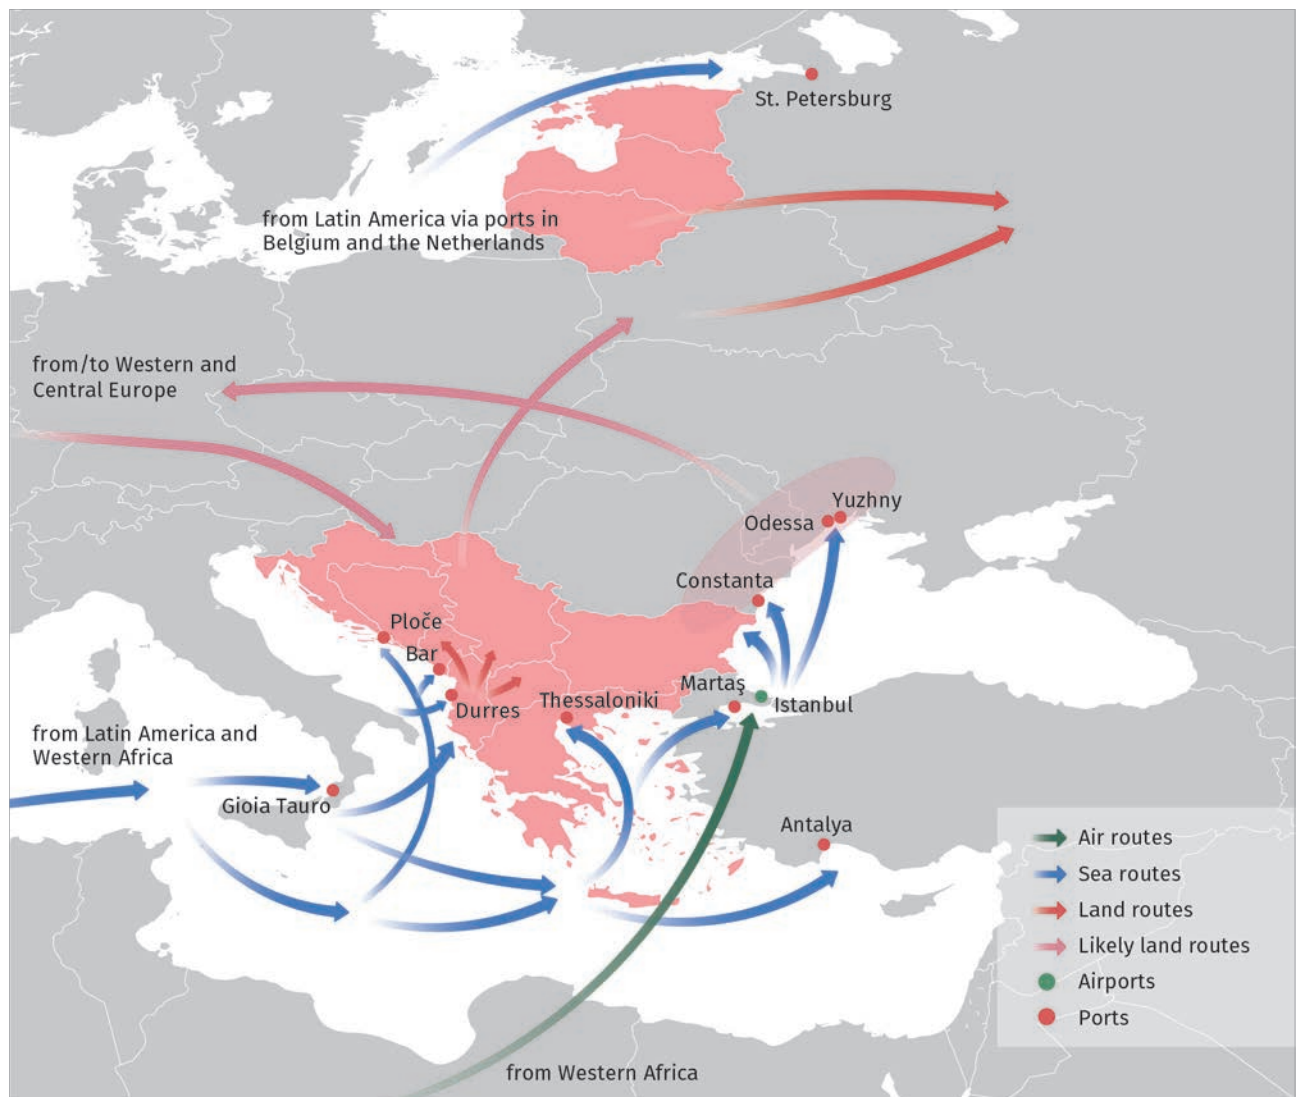 St. Petersburg
from Latin America via ports in
Belgium and the Netherlands
from/to Western and
Central Europe
Yuzhny
Odessa
Constanta
Ploče
Bar
Durres
Thessaloniki
Martaş
Istanbul
from Latin America and
Western Africa
Gioia Tauro
Antalya
Air routes
Sea routes
Land routes
Likely land routes
Airports
Ports
from Western Africa